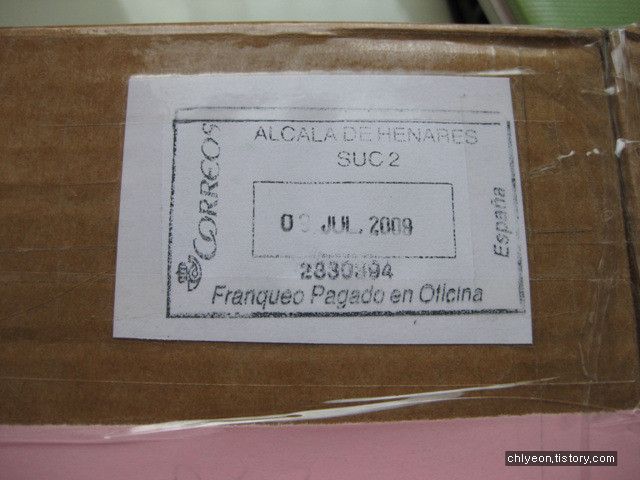 CORREOS
ALCALA DE HENARES
SUC 2
JUL. 2009
España
Franqueo Pagado en Oficina
chlyeon.tistory.com